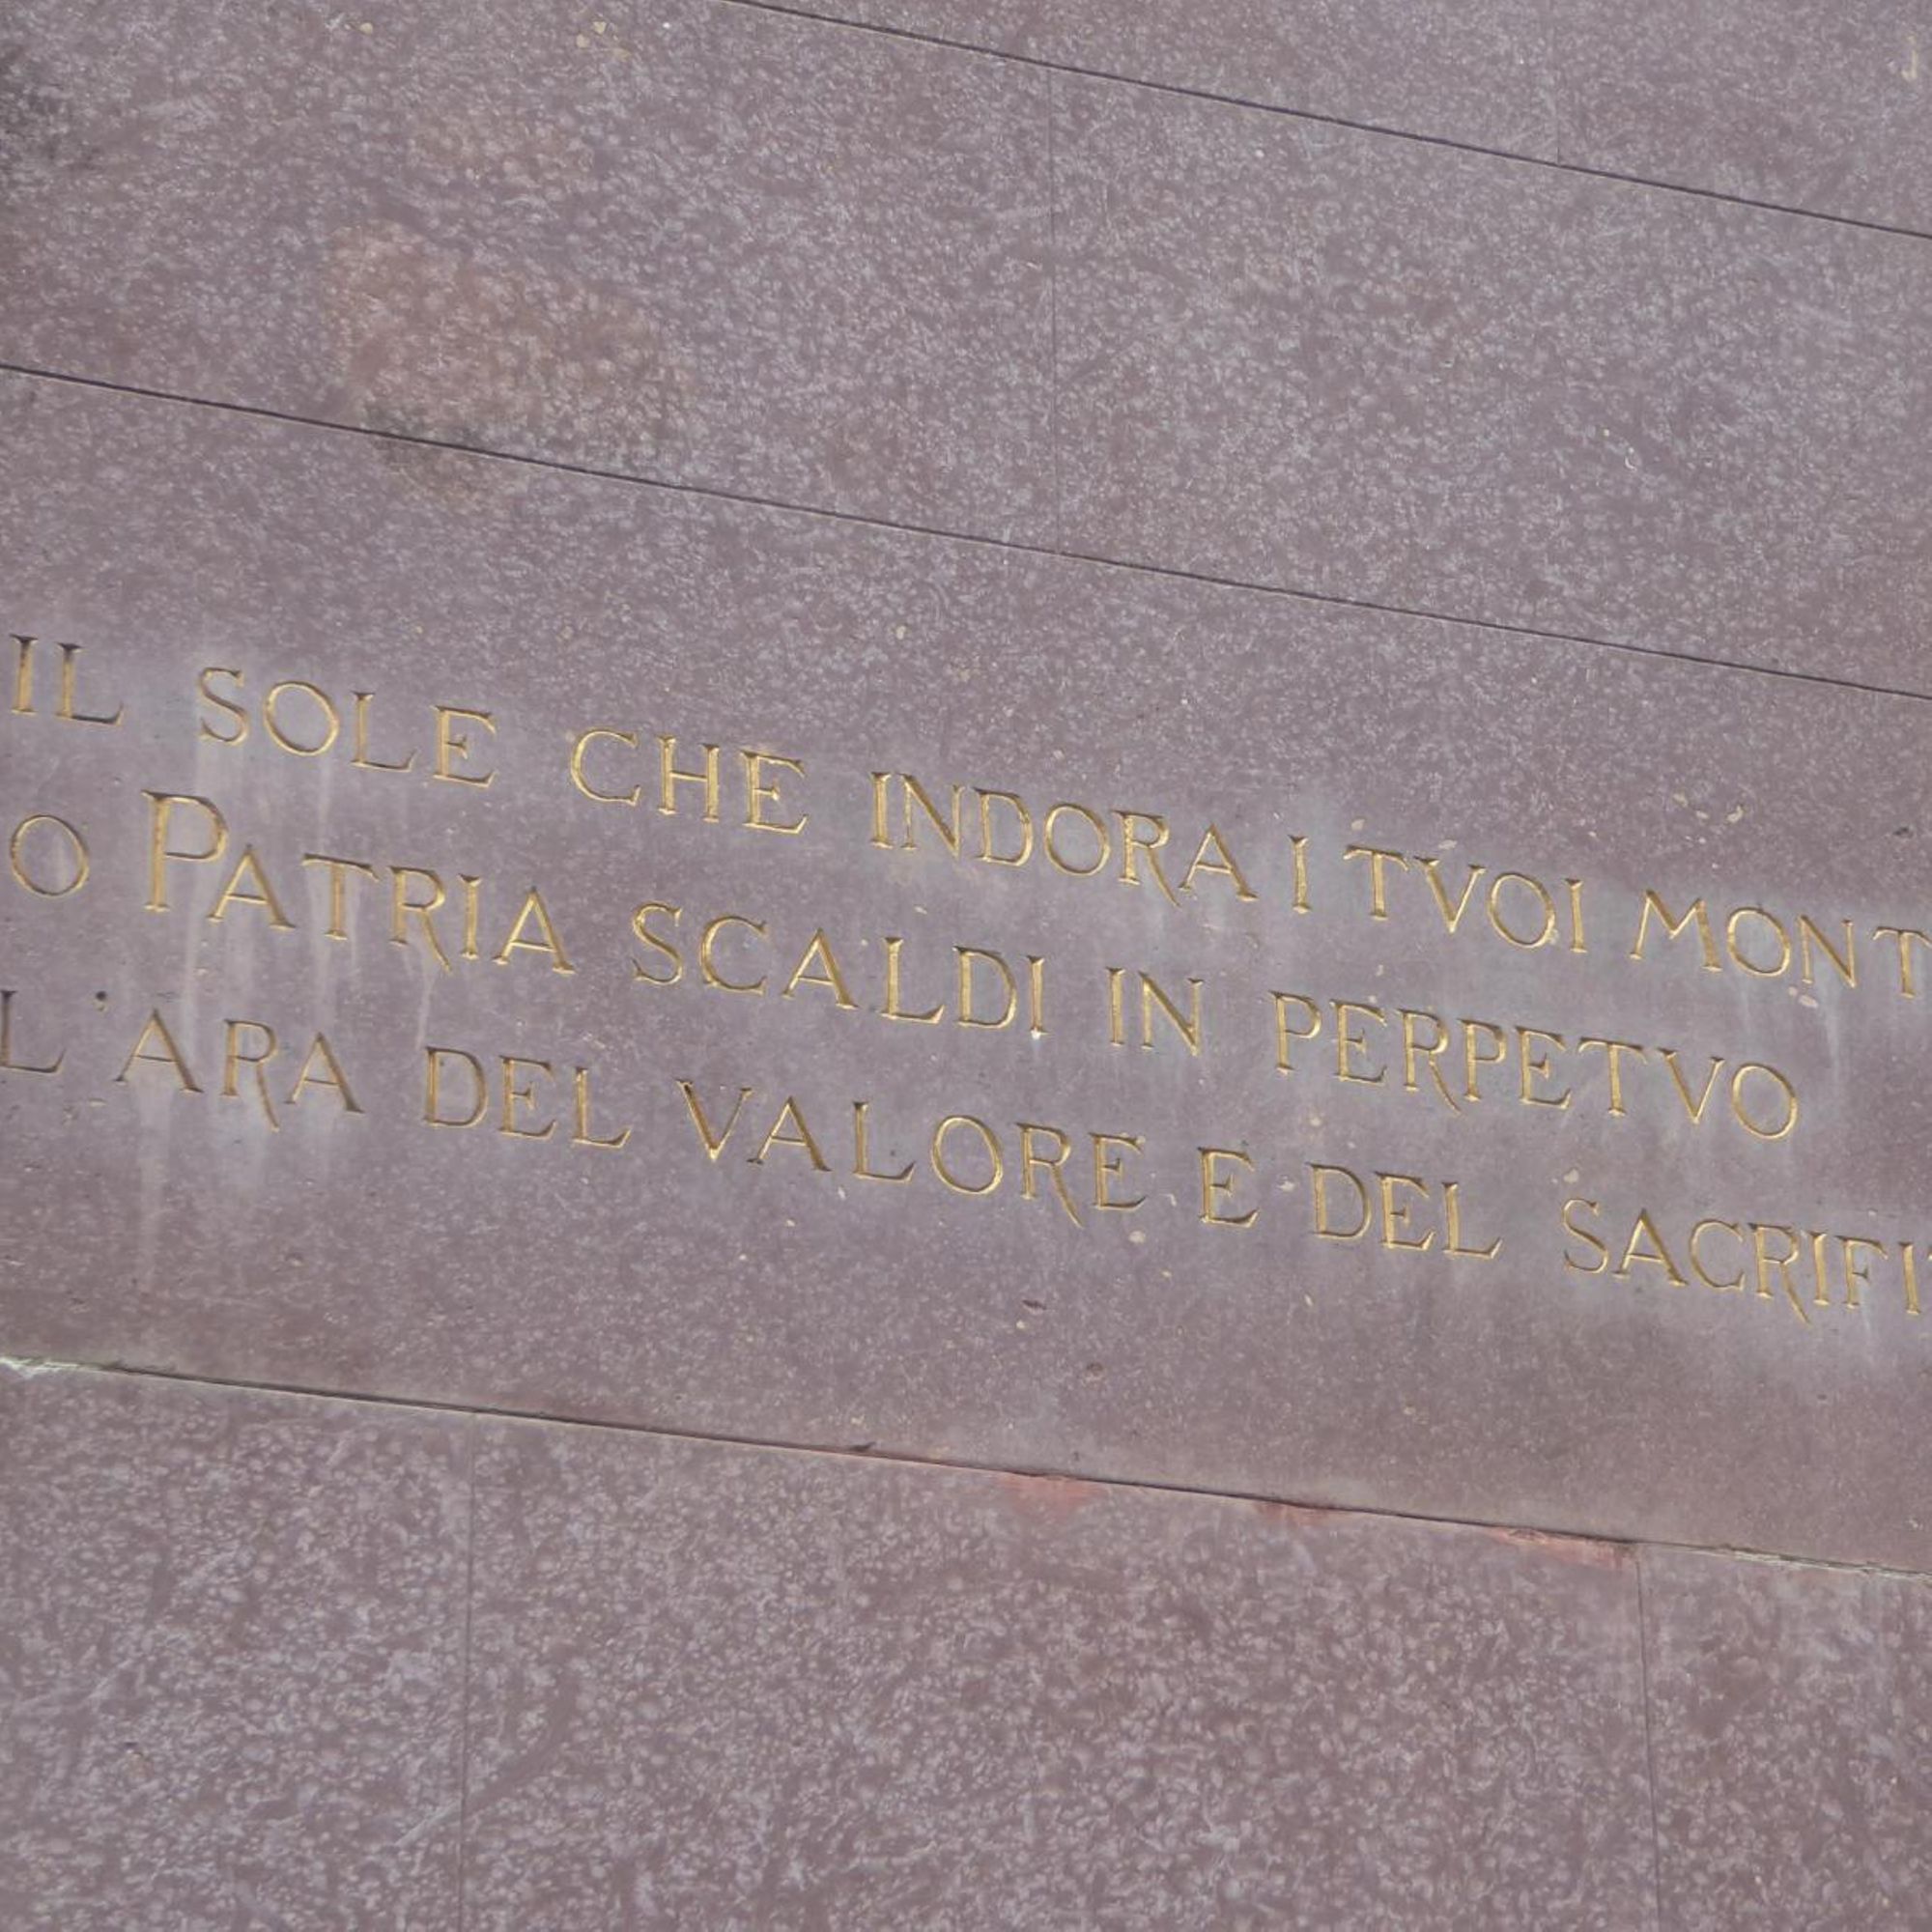 IL SOLE CHE INDORA I TVOI MONT
O PATRIA SCALDI IN PERPETVO
L'ARA DEL VALORE E DEL SACRIFI